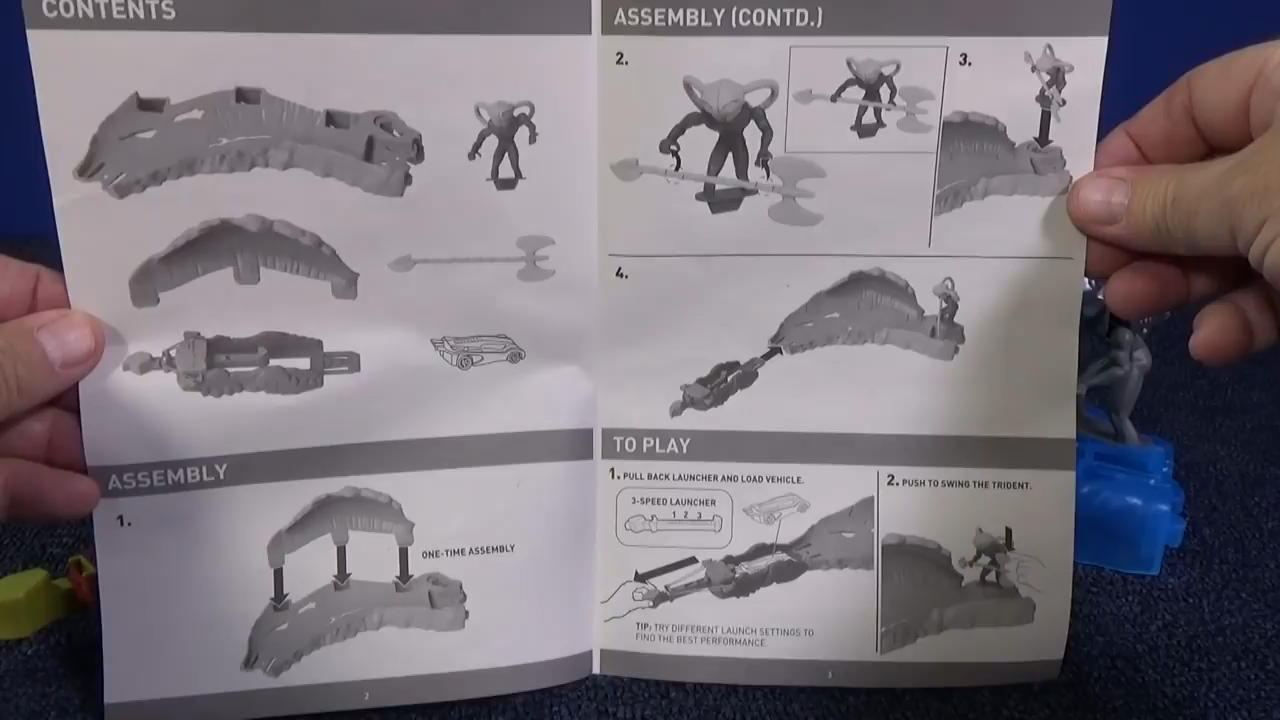 CONTENTS
ASSEMBLY
1.
ONE-TIME ASSEMBLY
2
ASSEMBLY (CONTD.)
2.
3.
4.
TO PLAY
1. PULL BACK LAUNCHER AND LOAD VEHICLE.
3-SPEED LAUNCHER
1 2 3
TIP: TRY DIFFERENT LAUNCH SETTINGS TO
FIND THE BEST PERFORMANCE.
2. PUSH TO SWING THE TRIDENT.
3